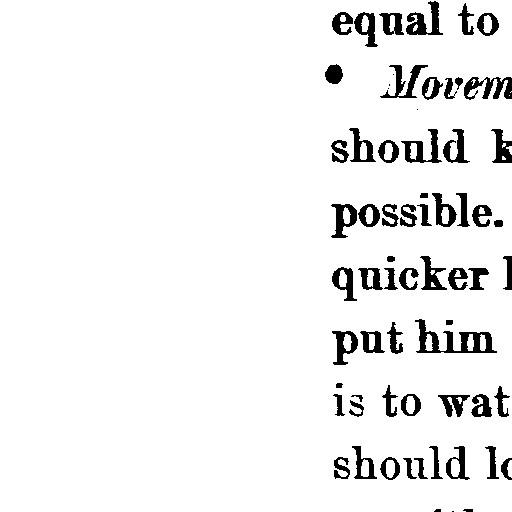 equal to
• Movem
should k
possible.
quicker
put him
is to wat
should lo